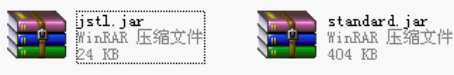 jstl.jar
WinRAR 压缩文件
24 KB
standard.jar
WinRAR 压缩文件
404 KB